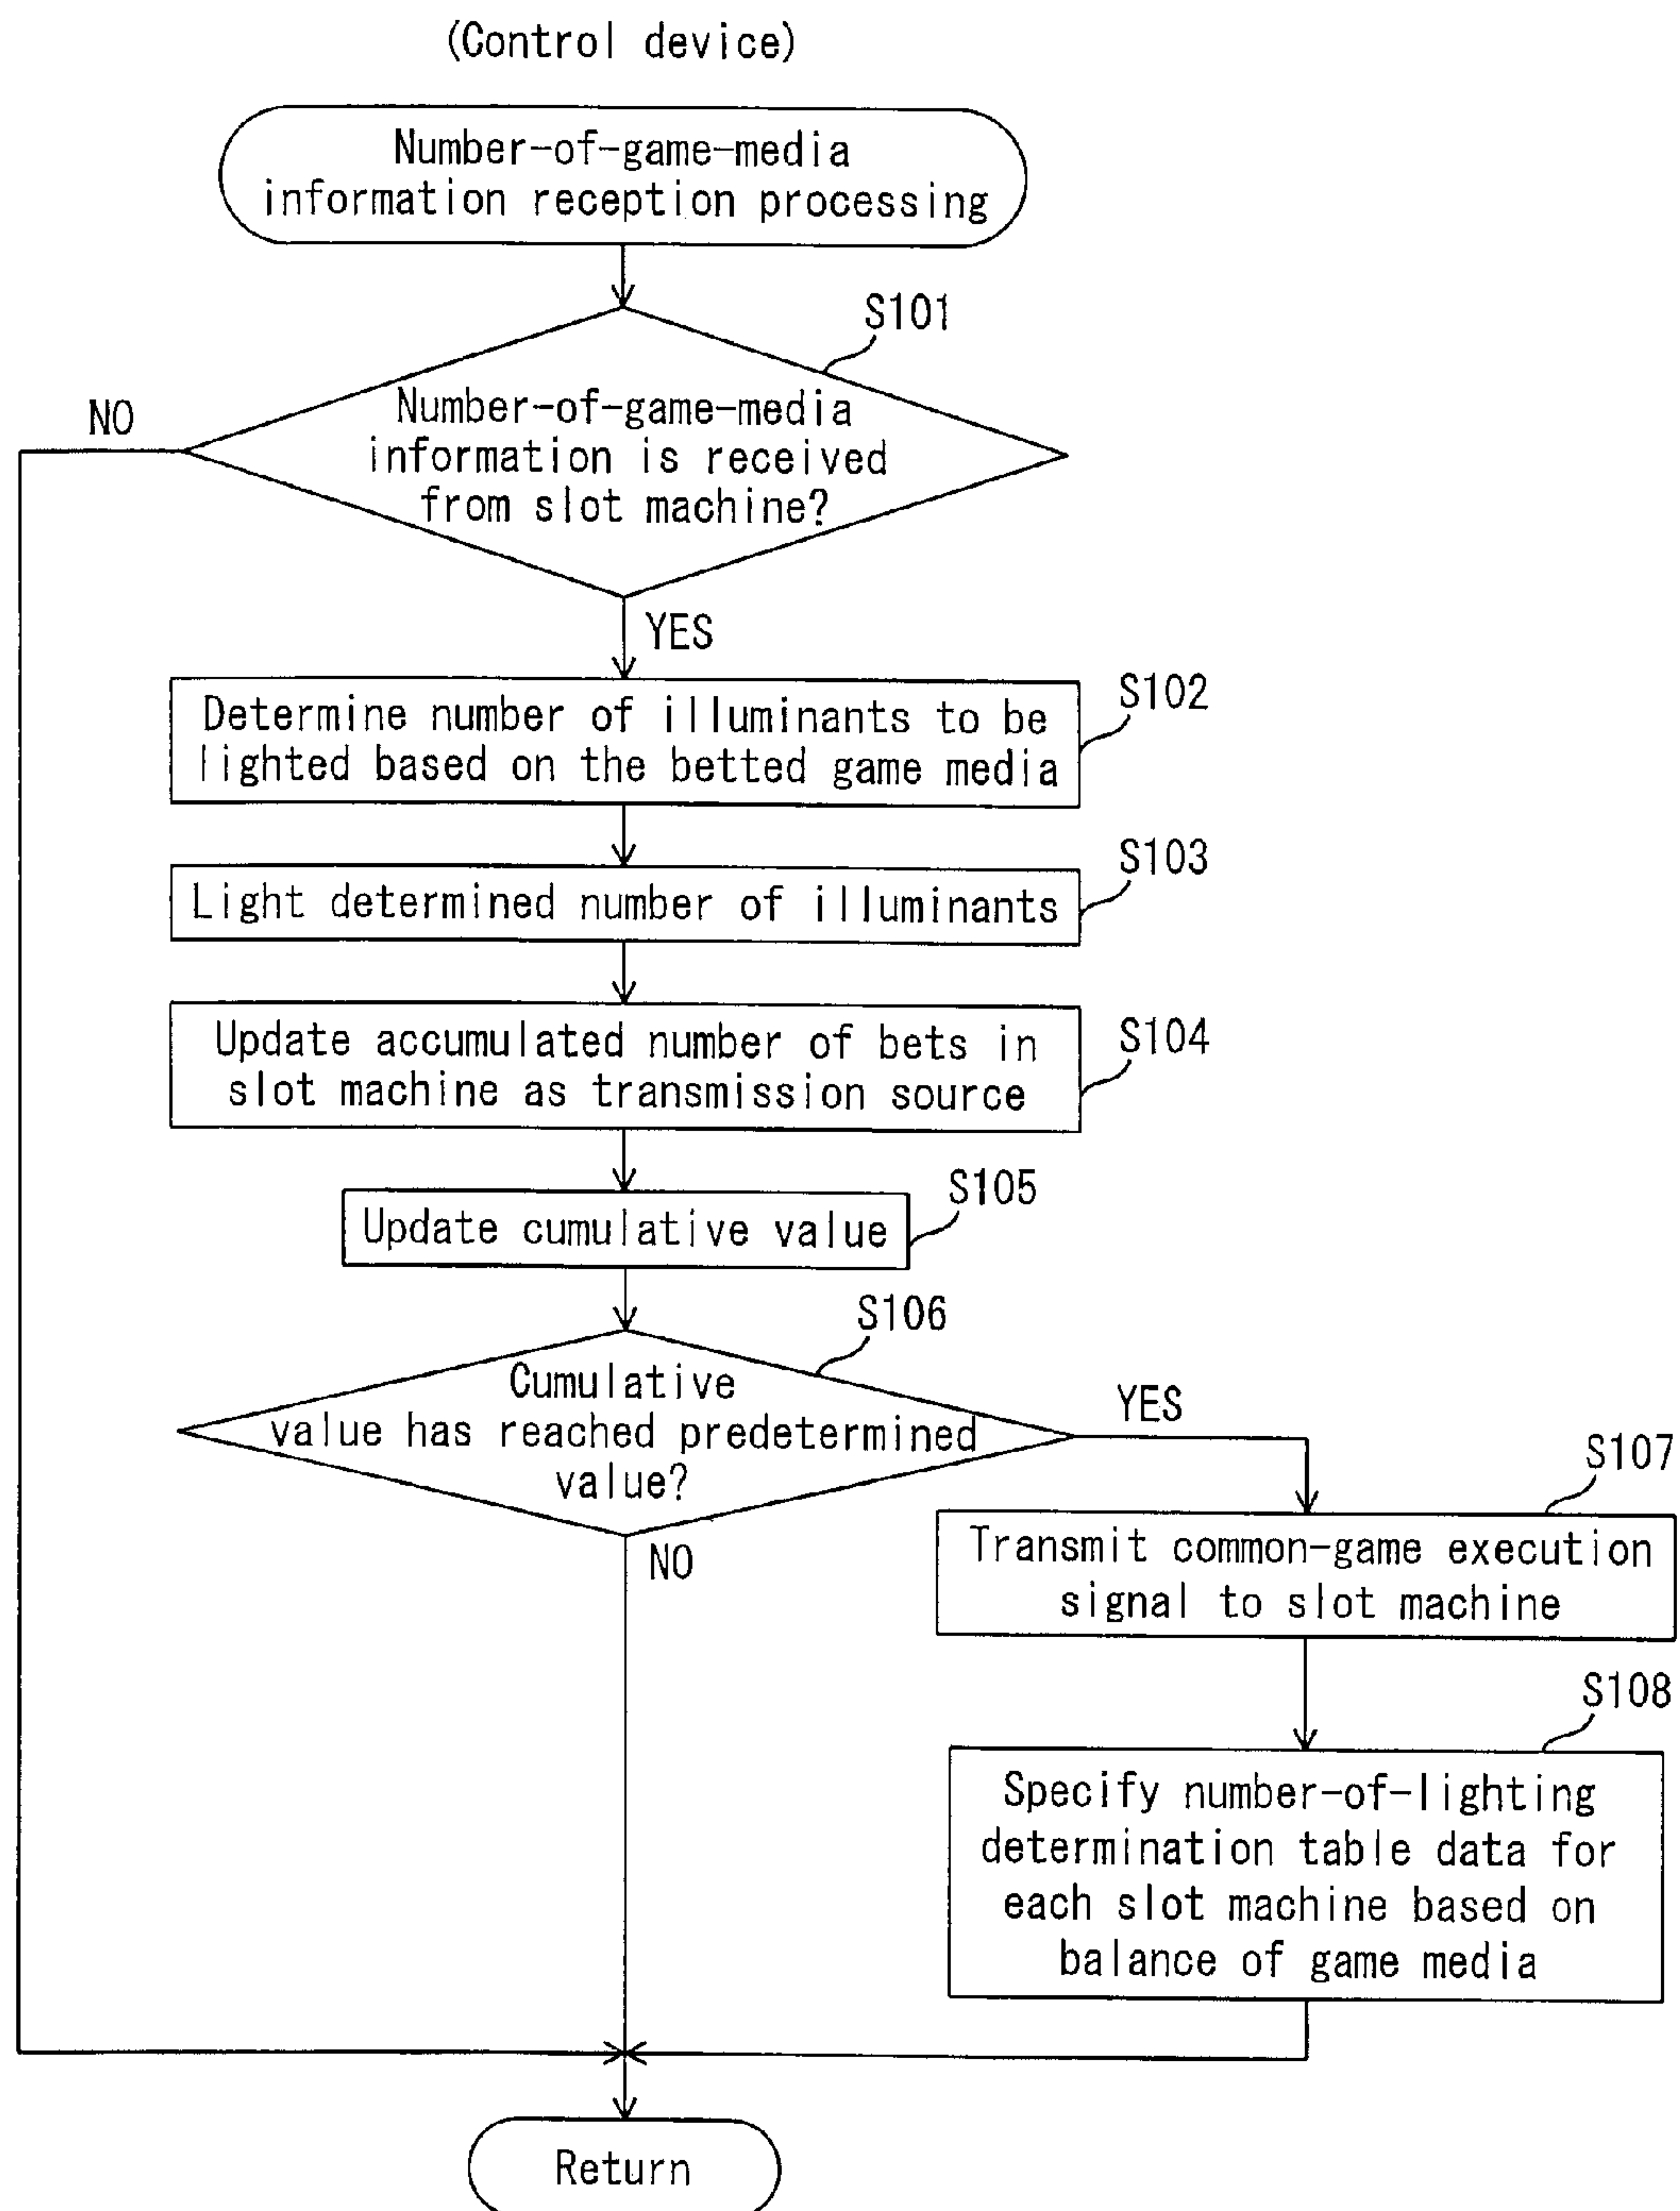 (Control device)
Number-of-game-media
information reception processing
S101
NO
Number-of-game-media
information is received
from slot machine?
YES
S102
Determine number of illuminants to be
lighted based on the betted game media
S103
Light determined number of illuminants
S104
Update accumulated number of bets in
slot machine as transmission source
S105
Update cumulative value
S106
Cumulative
value has reached predetermined
value?
YES
NO
S107
Transmit common-game execution
signal to slot machine
S108
Specify number-of-lighting
determination table data for
each slot machine based on
balance of game media
Return